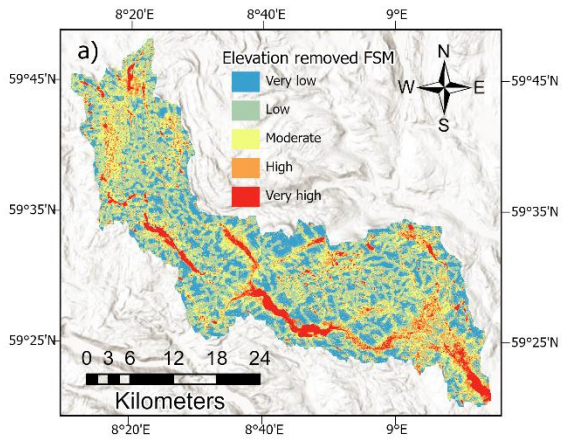 8°20'E 8°40'E 9°E
a)
Elevation removed FSM
Very low
Low
Moderate
High
Very high
N
W E
S
59°45'N 59°45'N
59°35'N 59°35'N
59°25'N 59°25'N
0 3 6 12 18 24
Kilometers
8°20'E 8°40'E 9°E